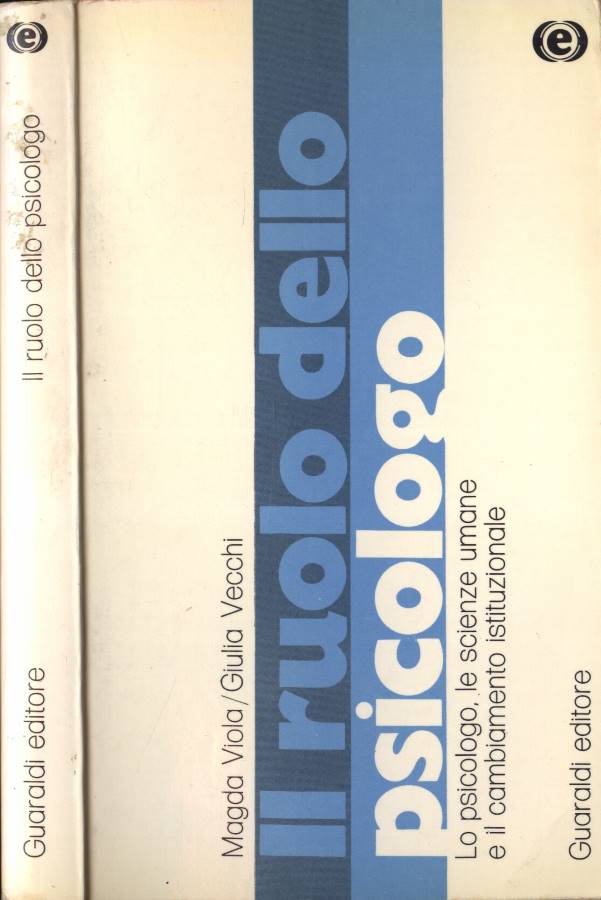 e
Il ruolo dello psicologo
Guaraldi editore
e
Magda Viola/Giulia Vecchi
Il ruolo dello
psicologo
Lo psicologo, le scienze umane
e il cambiamento istituzionale
Guaraldi editore